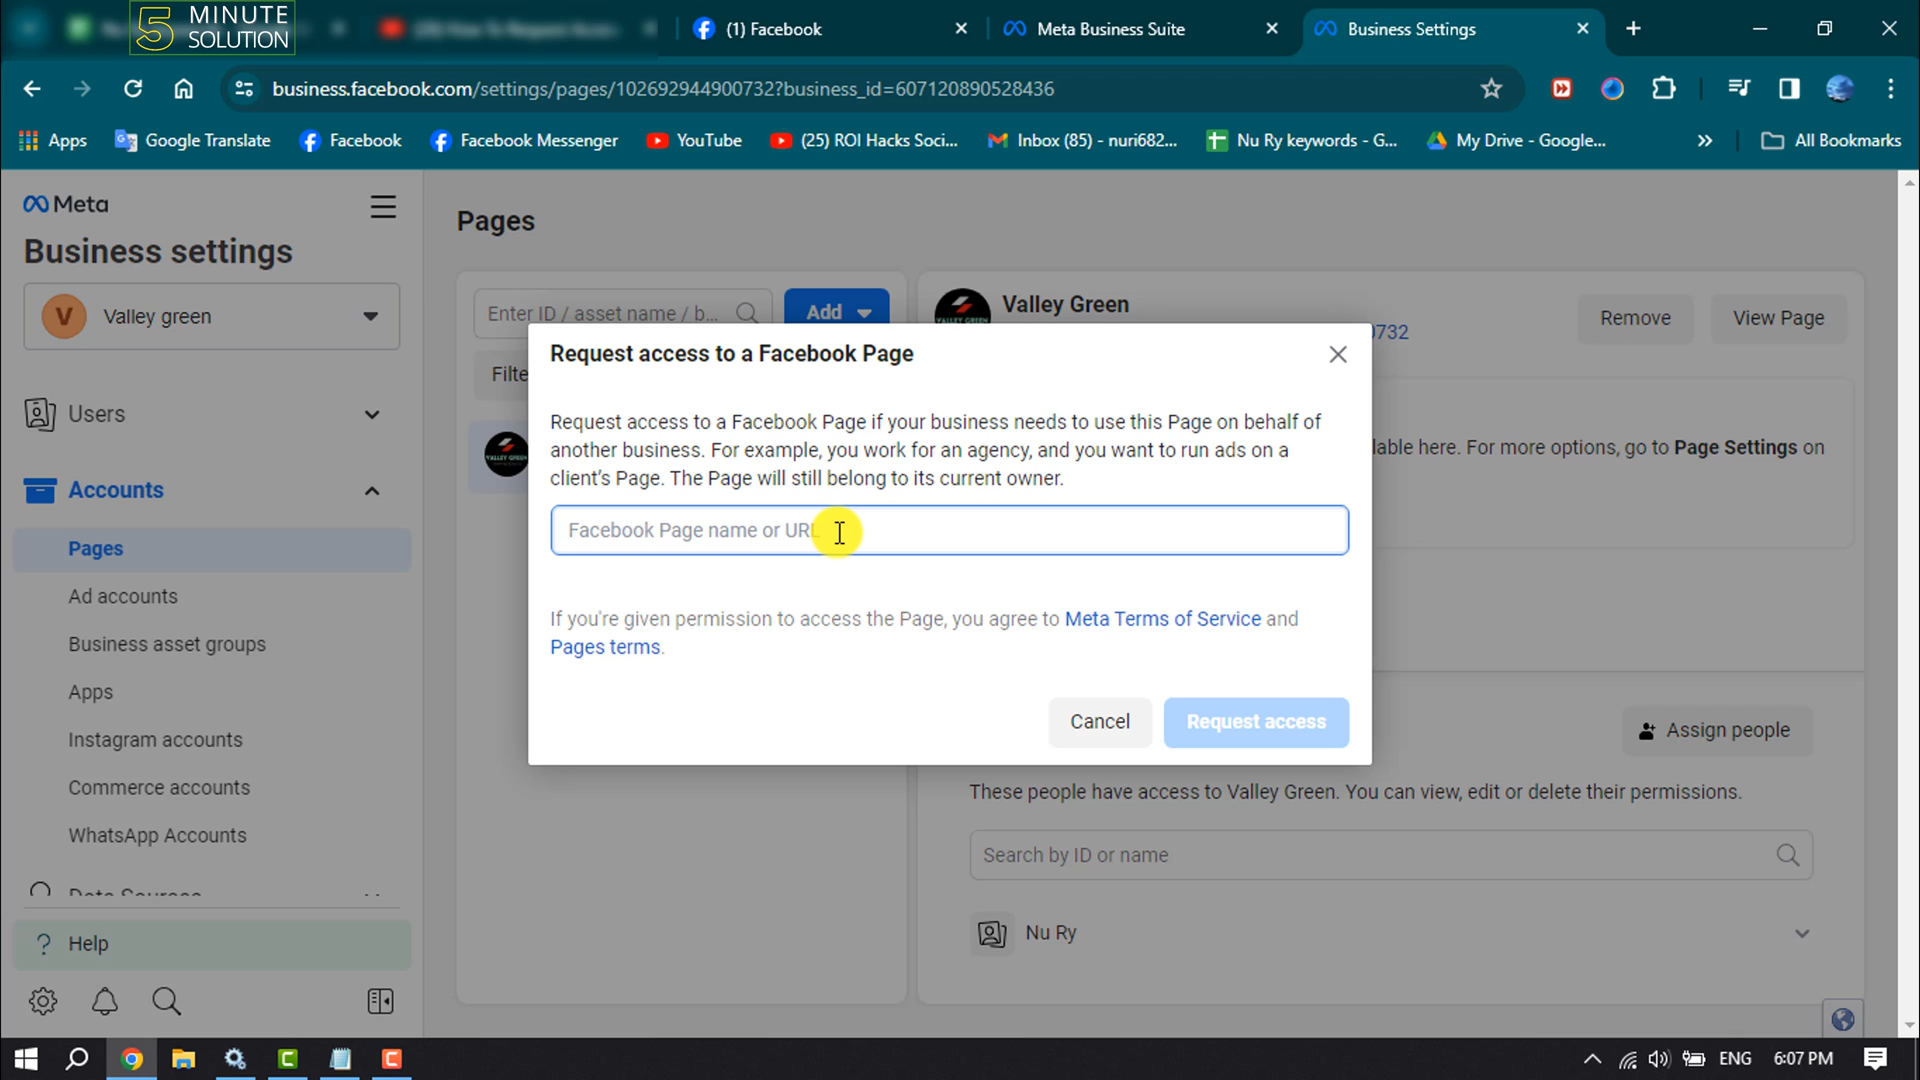 5 MINUTE
SOLUTION
(1) Facebook
Meta Business Suite
Business Settings
business.facebook.com/settings/pages/102692944900732?business_id=607120890528436
Apps
Google Translate
Facebook
Facebook Messenger
YouTube
(25) ROI Hacks Soci...
Inbox (85) - nuri682...
Nu Ry keywords - G...
My Drive - Google...
»
All Bookmarks
Meta
Business settings
V
Valley green
Users
Accounts
Pages
Ad accounts
Business asset groups
Apps
Instagram accounts
Commerce accounts
WhatsApp Accounts
Data Sources
? Help
Pages
Enter ID / asset name / b...
Add
Filte
VALLEY GREEN
Valley Green
0732
Remove
View Page
VALLEY GREEN
lable here. For more options, go to Page Settings on
Request access to a Facebook Page
Request access to a Facebook Page if your business needs to use this Page on behalf of
another business. For example, you work for an agency, and you want to run ads on a
client's Page. The Page will still belong to its current owner.
Facebook Page name or URL
If you're given permission to access the Page, you agree to Meta Terms of Service and
Pages terms.
Cancel
Request access
Assign people
These people have access to Valley Green. You can view, edit or delete their permissions.
Search by ID or name
Nu Ry
ENG
6:07 PM